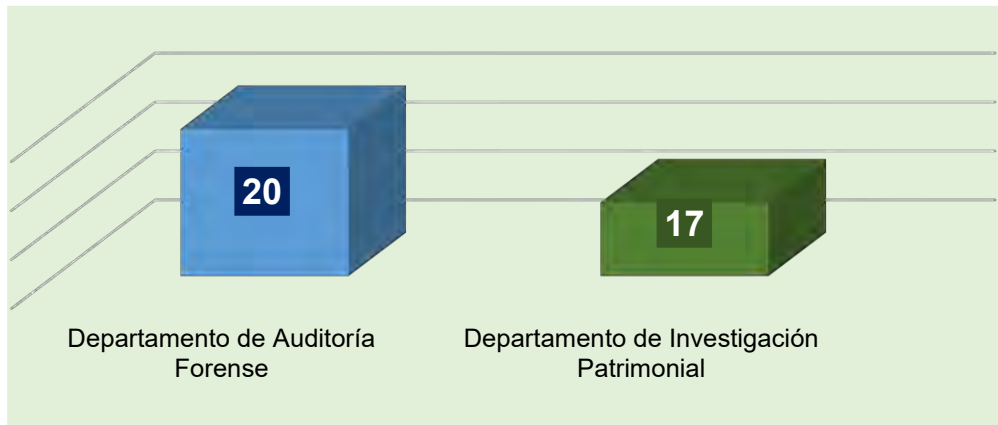 20
17
Departamento de Auditoría
Forense
Departamento de Investigación
Patrimonial